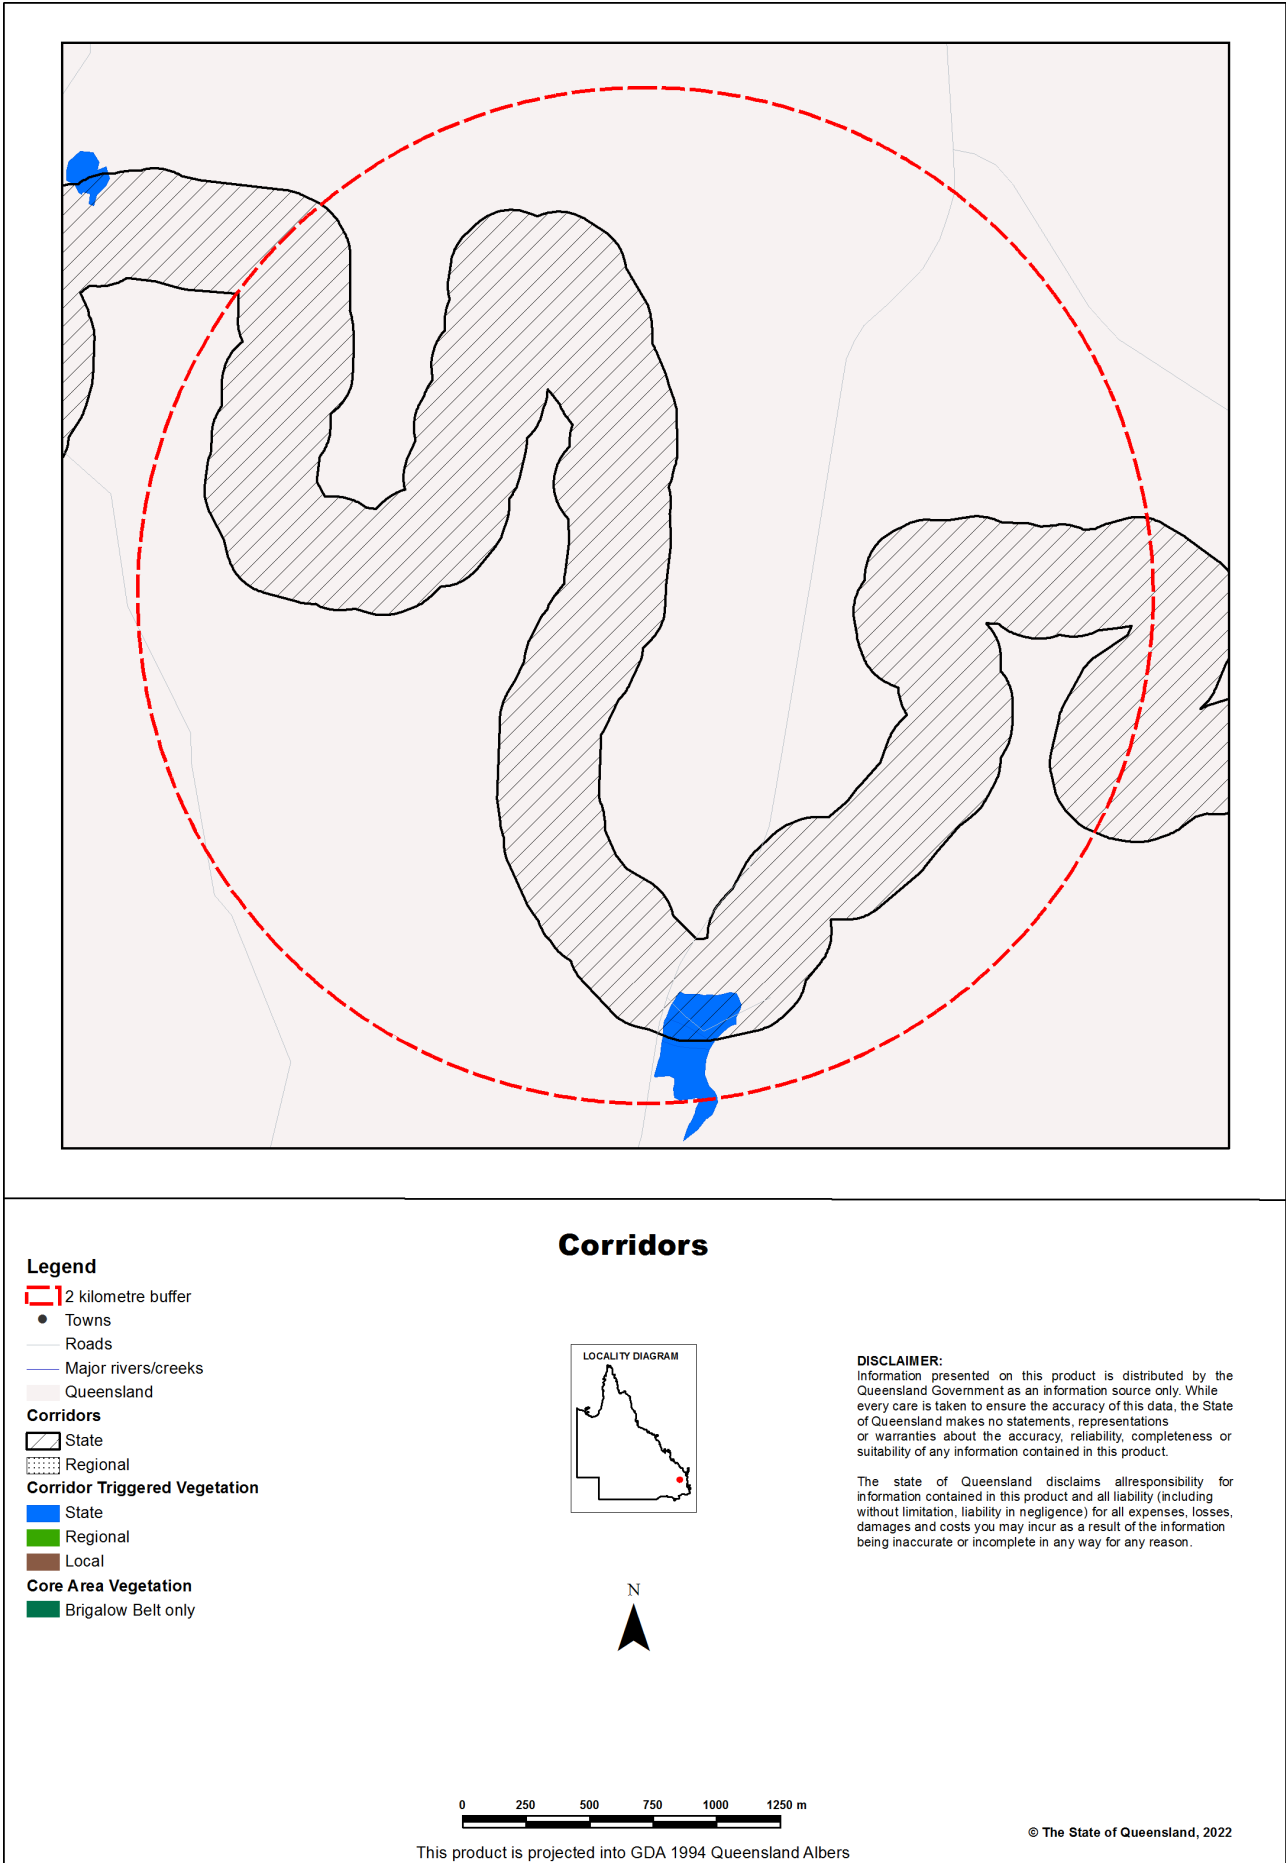 Corridors
Legend
2 kilometre buffer
Towns
Roads
Major rivers/creeks
Queensland
Corridors
State
Regional
Corridor Triggered Vegetation
State
Regional
Local
Core Area Vegetation
Brigalow Belt only
LOCALITY DIAGRAM
N
DISCLAIMER:
Information presented on this product is distributed by the
Queensland Government as an information source only. While
every care is taken to ensure the accuracy of this data, the State
of Queensland makes no statements, representations
or warranties about the accuracy, reliability, completeness or
suitability of any information contained in this product.
The state of Queensland disclaims allresponsibility for
information contained in this product and all liability (including
without limitation, liability in negligence) for all expenses, losses,
damages and costs you may incur as a result of the information
being inaccurate or incomplete in any way for any reason.
0 250 500 750 1000 1250 m
This product is projected into GDA 1994 Queensland Albers
© The State of Queensland, 2022